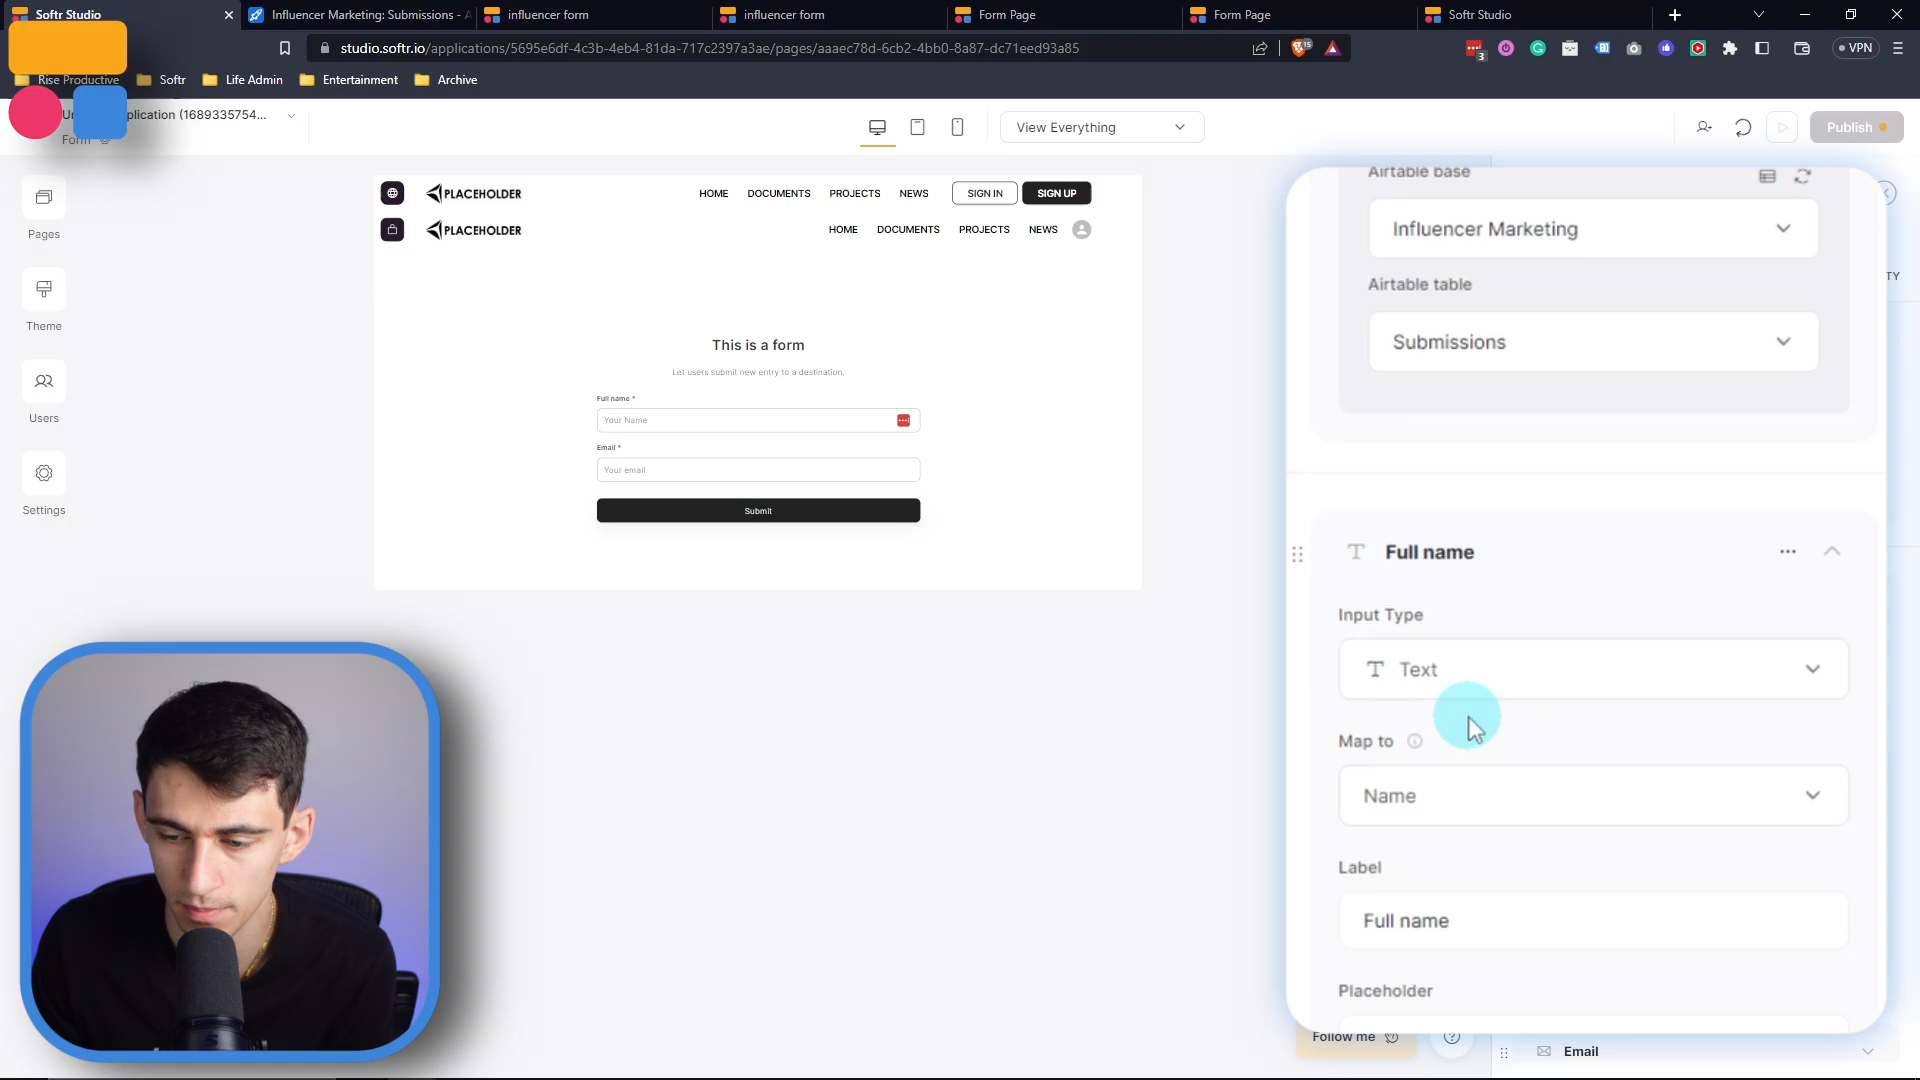 Softr Studio
Influencer Marketing: Submissions - A
influencer form
influencer form
Form Page
Form Page
Softr Studio
studio.softr.io/applications/5695e6df-4c3b-4eb4-81da-717c2397a3ae/pages/aaaec78d-6cb2-4bb0-8a87-dc71eed93a85
15
3
VPN
Rise Productive
Softr
Life Admin
Entertainment
Archive
plication (1689335754...
Form
View Everything
Publish
Pages
Theme
Users
Settings
PLACEHOLDER
HOME
DOCUMENTS
PROJECTS
NEWS
SIGN IN
SIGN UP
PLACEHOLDER
HOME
DOCUMENTS
PROJECTS
NEWS
This is a form
Let users submit new entry to a destination.
Full name *
Your Name
Email *
Your email
Submit
Airtable base
Influencer Marketing
TY
Airtable table
Submissions
Full name
Input Type
Text
Map to
Name
Label
Full name
Placeholder
Follow me
Email